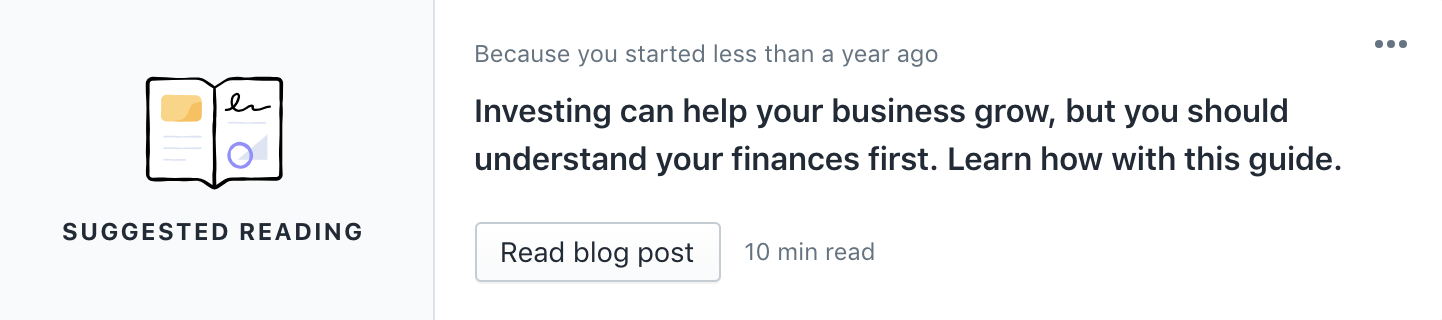 Because you started less than a year ago
Investing can help your business grow, but you should
understand your finances first. Learn how with this guide.
SUGGESTED READING
Read blog post
10 min read